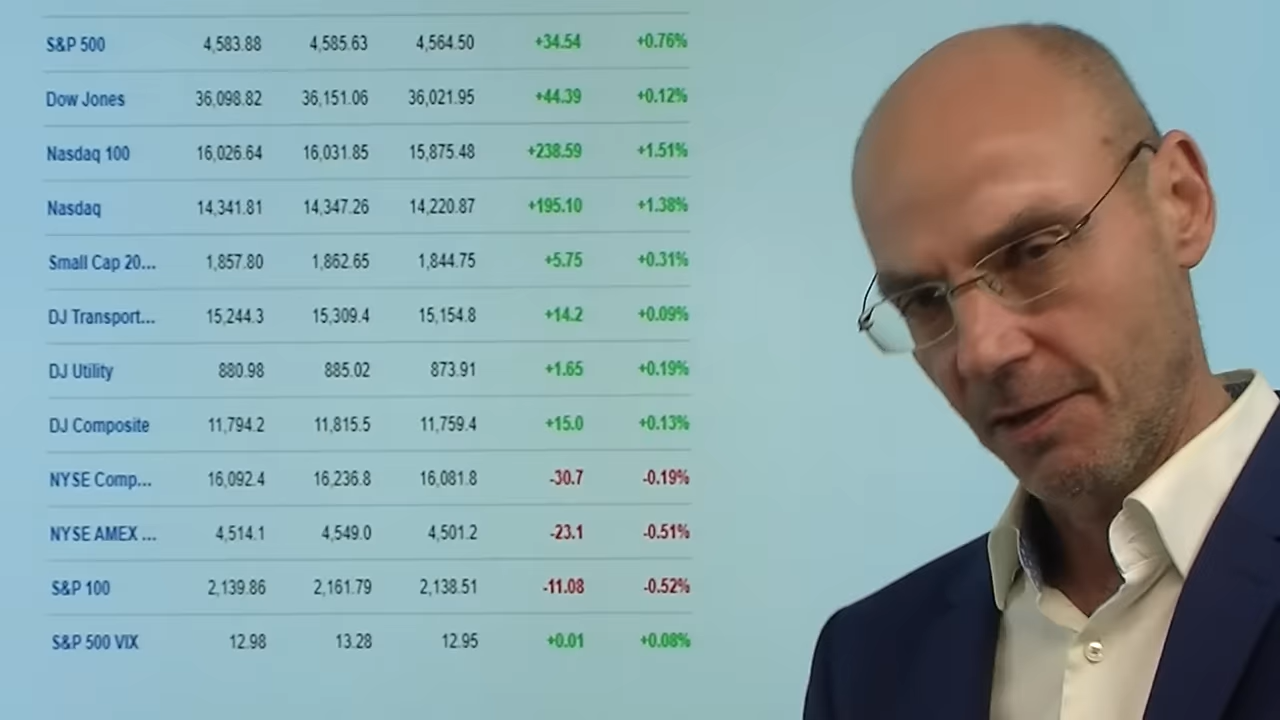 S&P 500 4,583.88 4,585.63 4,564.50 +34.54 +0.76%
Dow Jones 36,098.82 36,151.06 36,021.95 +44.39 +0.12%
Nasdaq 100 16,026.64 16,031.85 15,875.48 +238.59 +1.51%
Nasdaq 14,341.81 14,347.26 14,220.87 +195.10 +1.38%
Small Cap 20... 1,857.80 1,862.65 1,844.75 +5.75 +0.31%
DJ Transport... 15,244.3 15,309.4 15,154.8 +14.2 +0.09%
DJ Utility 880.98 885.02 873.91 +1.65 +0.19%
DJ Composite 11,794.2 11,815.5 11,759.4 +15.0 +0.13%
NYSE Comp... 16,092.4 16,236.8 16,081.8 -30.7 -0.19%
NYSE AMEX ... 4,514.1 4,549.0 4,501.2 -23.1 -0.51%
S&P 100 2,139.86 2,161.79 2,138.51 -11.08 -0.52%
S&P 500 VIX 12.98 13.28 12.95 +0.01 +0.08%